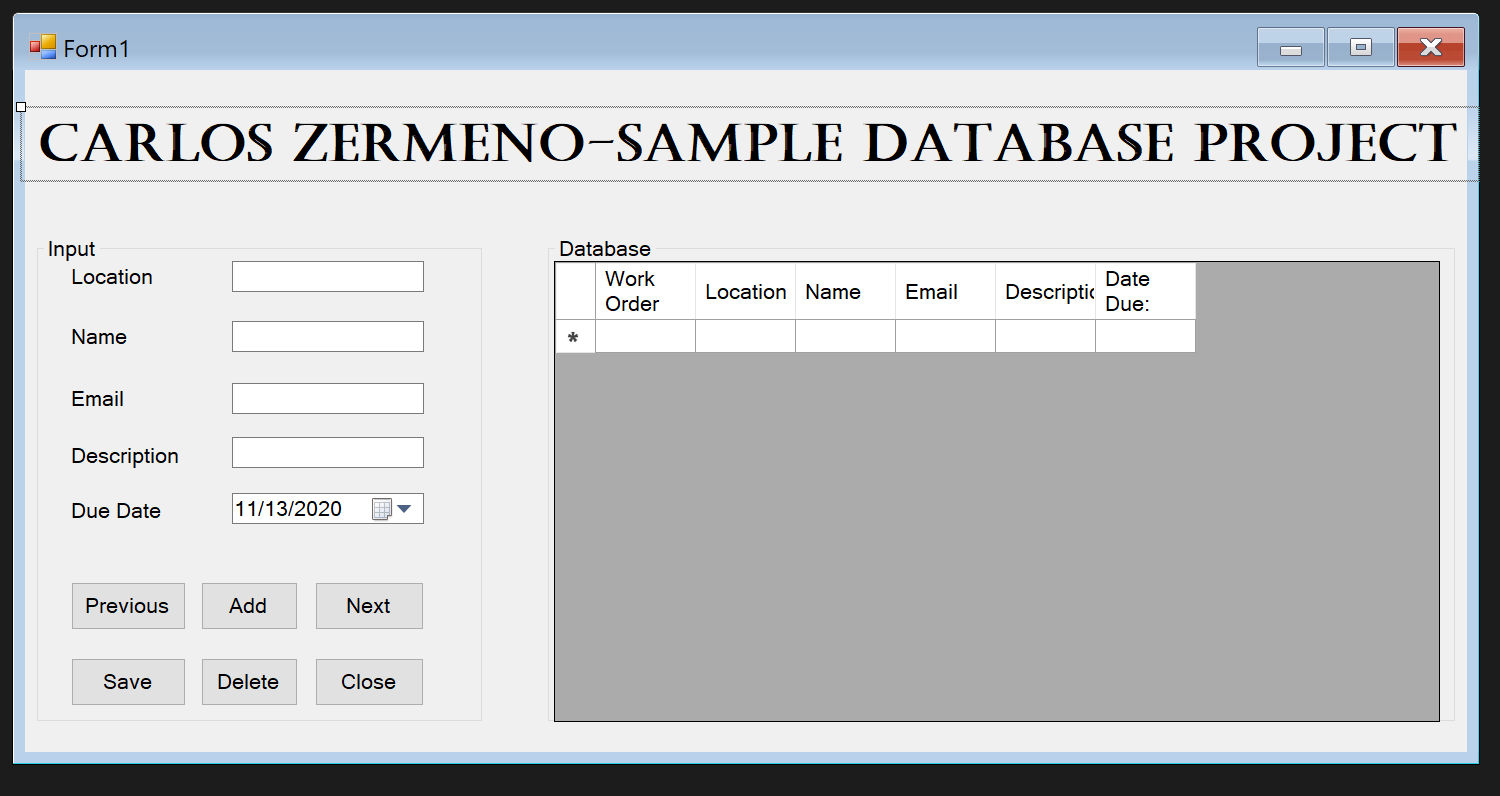 Form1
CARLOS ZERMENO-SAMPLE DATABASE PROJECT
Input
Location
Name
Email
Description
Due Date 11/13/2020
Previous Add Next
Save Delete Close
Database
Work Order Location Name Email Descriptic Date Due:
*